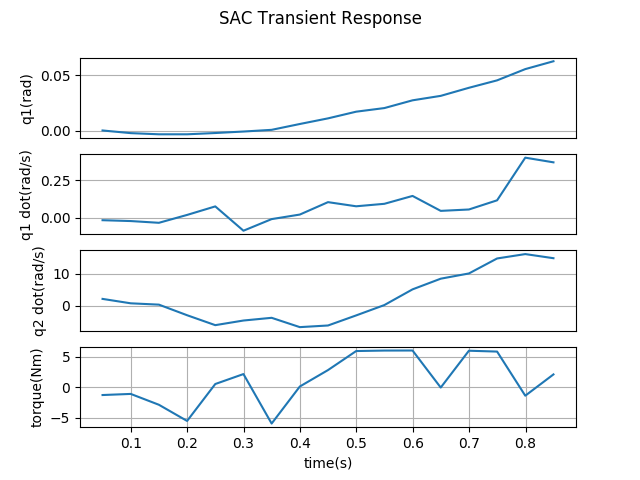 SAC Transient Response
q1(rad)
0.05
0.00
q1 dot(rad/s)
0.25
0.00
q2 dot(rad/s)
10
0
torque(Nm)
5
0
−5
0.1 0.2 0.3 0.4 0.5 0.6 0.7 0.8
time(s)